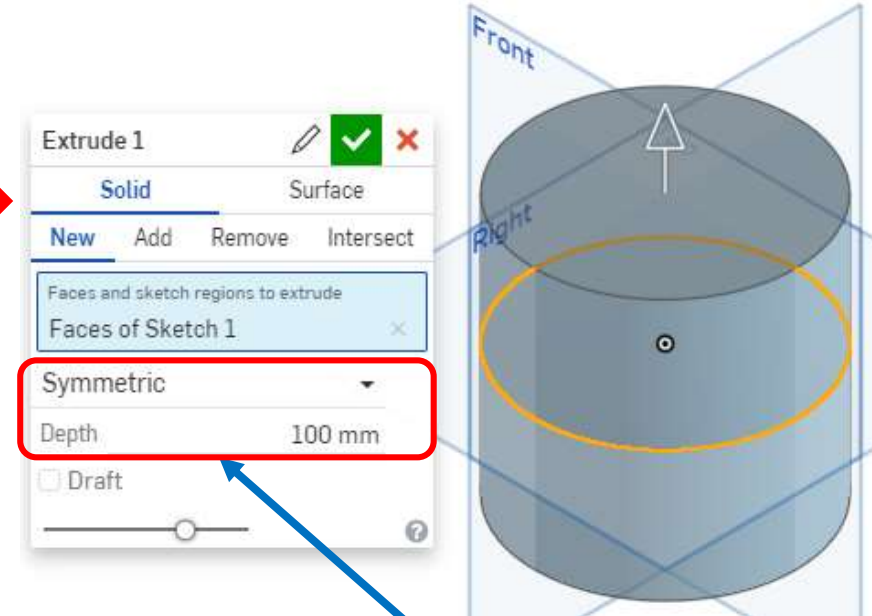 Extrude 1
Solid Surface
New Add Remove Intersect
Faces and sketch regions to extrude
Faces of Sketch 1
Symmetric
Depth 100 mm
Draft
Front
Right